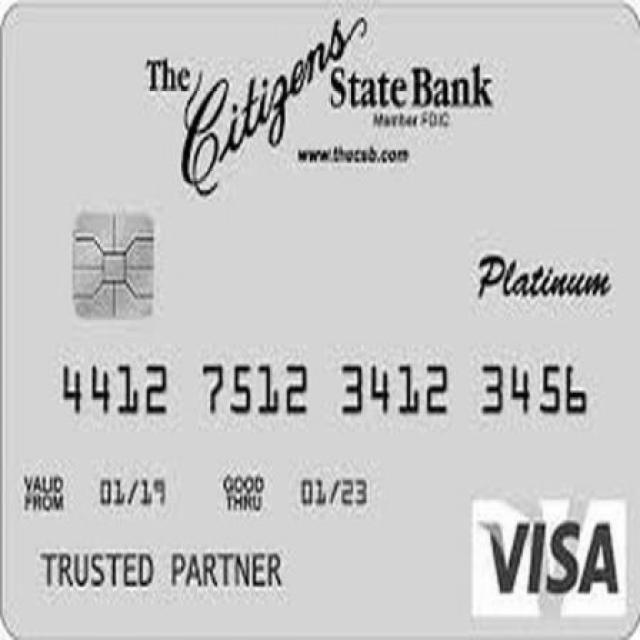 The Citizens State Bank
Member FDIC
www.thecsb.com
Platinum
4412 7512 3412 3456
VALID FROM 01/19 GOOD THRU 01/23
TRUSTED PARTNER
VISA